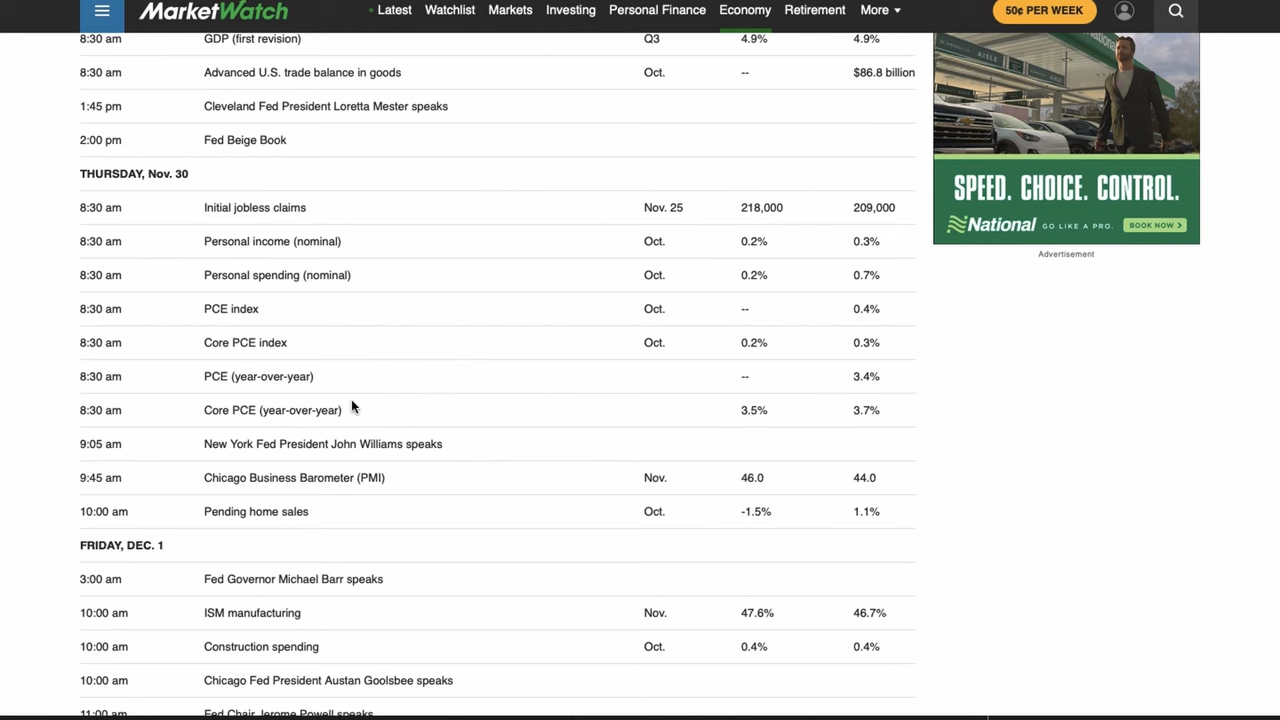 MarketWatch Latest Watchlist Markets Investing Personal Finance Economy Retirement More 50¢ PER WEEK
8:30 am GDP (first revision) Q3 4.9% 4.9%
8:30 am Advanced U.S. trade balance in goods Oct. -- $86.8 billion
1:45 pm Cleveland Fed President Loretta Mester speaks
2:00 pm Fed Beige Book
THURSDAY, Nov. 30
8:30 am Initial jobless claims Nov. 25 218,000 209,000
8:30 am Personal income (nominal) Oct. 0.2% 0.3%
8:30 am Personal spending (nominal) Oct. 0.2% 0.7%
8:30 am PCE index Oct. -- 0.4%
8:30 am Core PCE index Oct. 0.2% 0.3%
8:30 am PCE (year-over-year) -- 3.4%
8:30 am Core PCE (year-over-year) 3.5% 3.7%
9:05 am New York Fed President John Williams speaks
9:45 am Chicago Business Barometer (PMI) Nov. 46.0 44.0
10:00 am Pending home sales Oct. -1.5% 1.1%
FRIDAY, DEC. 1
3:00 am Fed Governor Michael Barr speaks
10:00 am ISM manufacturing Nov. 47.6% 46.7%
10:00 am Construction spending Oct. 0.4% 0.4%
10:00 am Chicago Fed President Austan Goolsbee speaks
11:00 am Fed Chair Jerome Powell speaks
AISLE
SPEED. CHOICE. CONTROL.
National GO LIKE A PRO. BOOK NOW
Advertisement